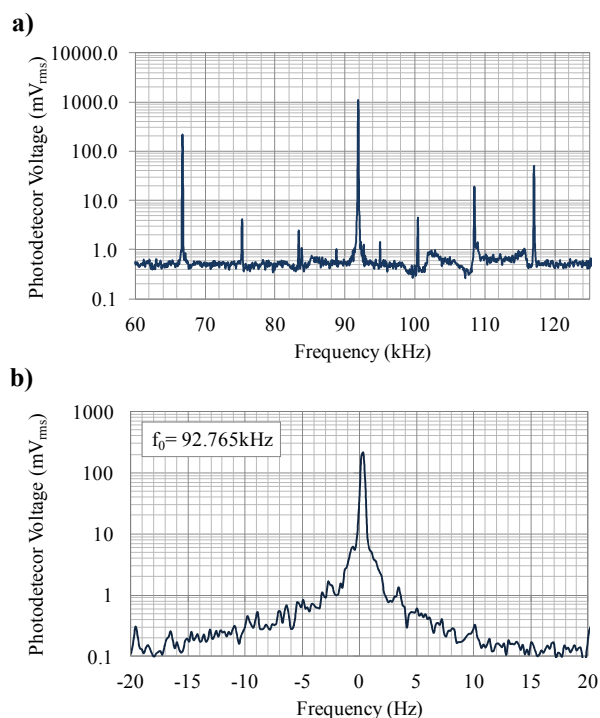 a)
Photodetecor Voltage (mVrms)
10000.0
1000.0
100.0
10.0
1.0
0.1
60 70 80 90 100 110 120
Frequency (kHz)
b)
Photodetecor Voltage (mVrms)
1000
100
10
1
0.1
f0= 92.765kHz
-20 -15 -10 -5 0 5 10 15 20
Frequency (Hz)